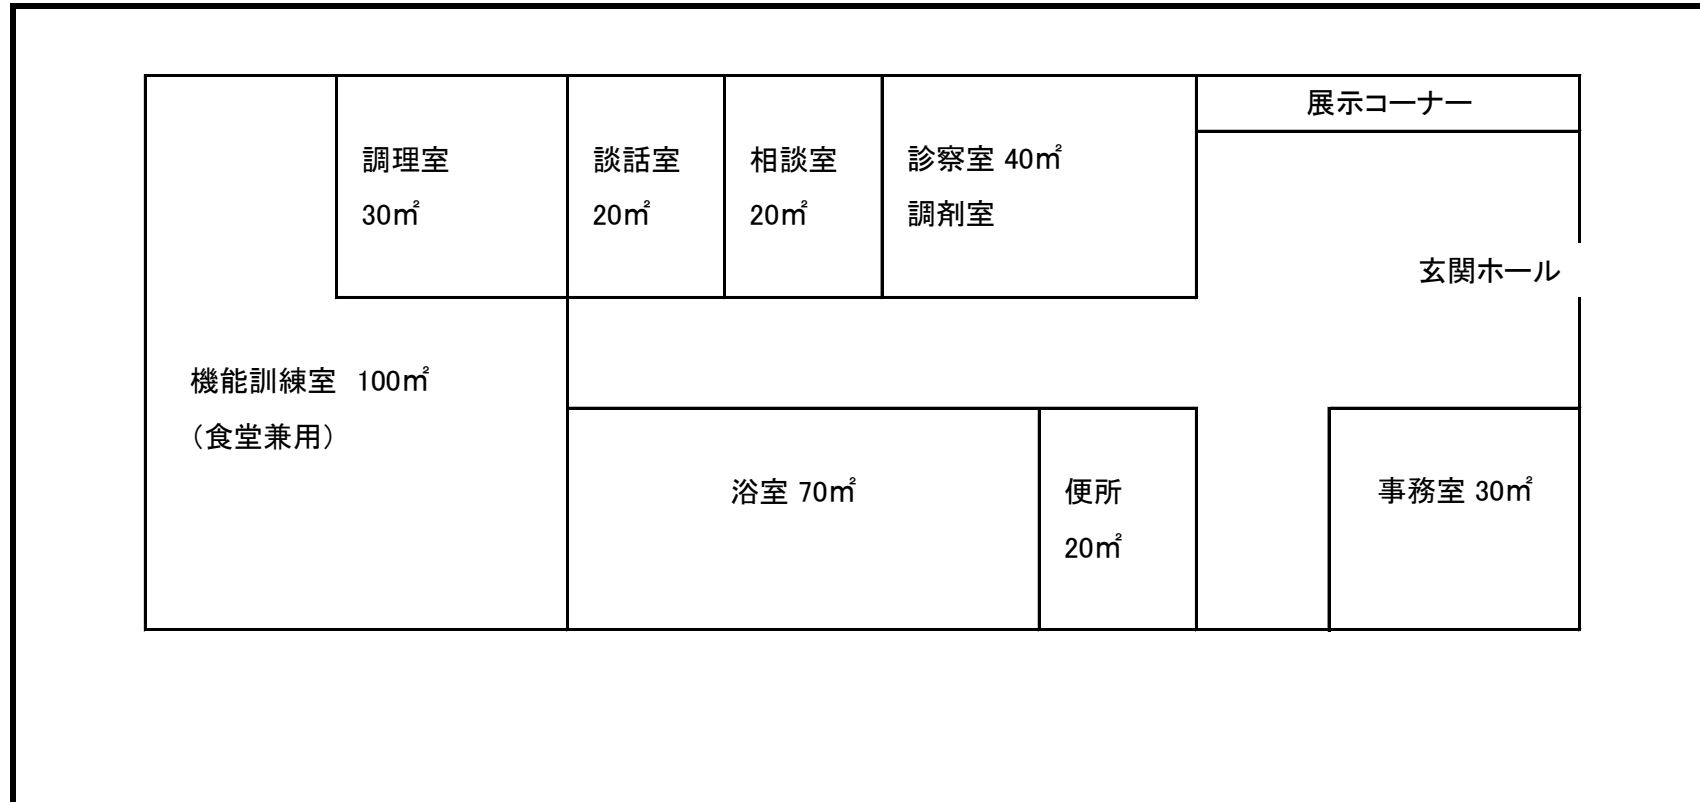 展示コーナー
調理室
30㎡
談話室
20㎡
相談室
20㎡
診察室 40㎡
調剤室
玄関ホール
機能訓練室 100㎡
（食堂兼用）
浴室 70㎡
便所
20㎡
事務室 30㎡